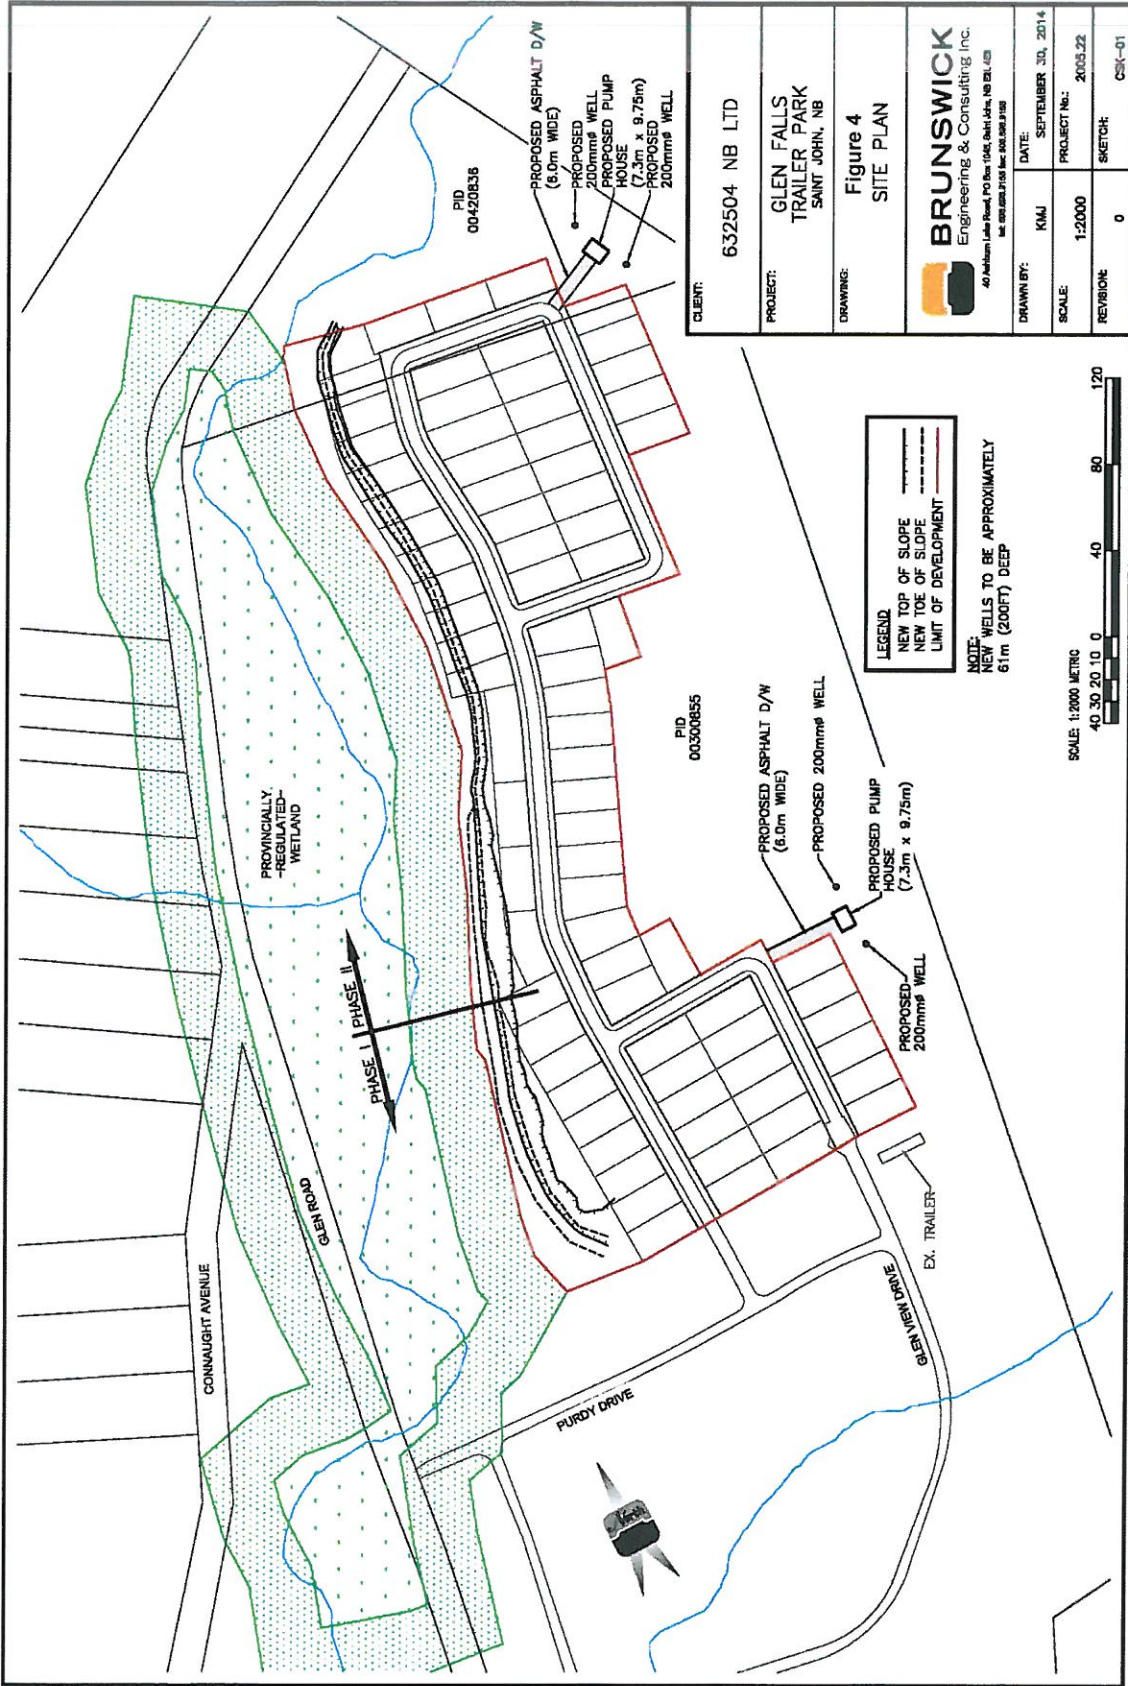 CONNAUGHT AVENUE
GLEN ROAD
PROVINCIALLY
-REGULATED-
WETLAND
PHASE I
PHASE II
PURDY DRIVE
GLEN VIEW DRIVE
EX. TRAILER
North
PID
00420836
PROPOSED ASPHALT D/W
(6.0m WIDE)
PROPOSED
200mmø WELL
PROPOSED PUMP
HOUSE
(7.3m x 9.75m)
PROPOSED
200mmø WELL
PID
00300855
PROPOSED ASPHALT D/W
(6.0m WIDE)
PROPOSED 200mmø WELL
PROPOSED PUMP
HOUSE
(7.3m x 9.75m)
PROPOSED
200mmø WELL
LEGEND
NEW TOP OF SLOPE
NEW TOE OF SLOPE
LIMIT OF DEVELOPMENT
NOTE:
NEW WELLS TO BE APPROXIMATELY
61m (200FT) DEEP
SCALE: 1:2000 METRIC
40 30 20 10 0 40 80 120
CLIENT:
632504 NB LTD
PROJECT:
GLEN FALLS
TRAILER PARK
SAINT JOHN, NB
DRAWING:
Figure 4
SITE PLAN
BRUNSWICK
Engineering & Consulting Inc.
DRAWN BY: KMJ
DATE: SEPTEMBER 30, 2014
SCALE: 1:2000
PROJECT No.: 2005.22
REVISION: 0
SKETCH: CSK-01